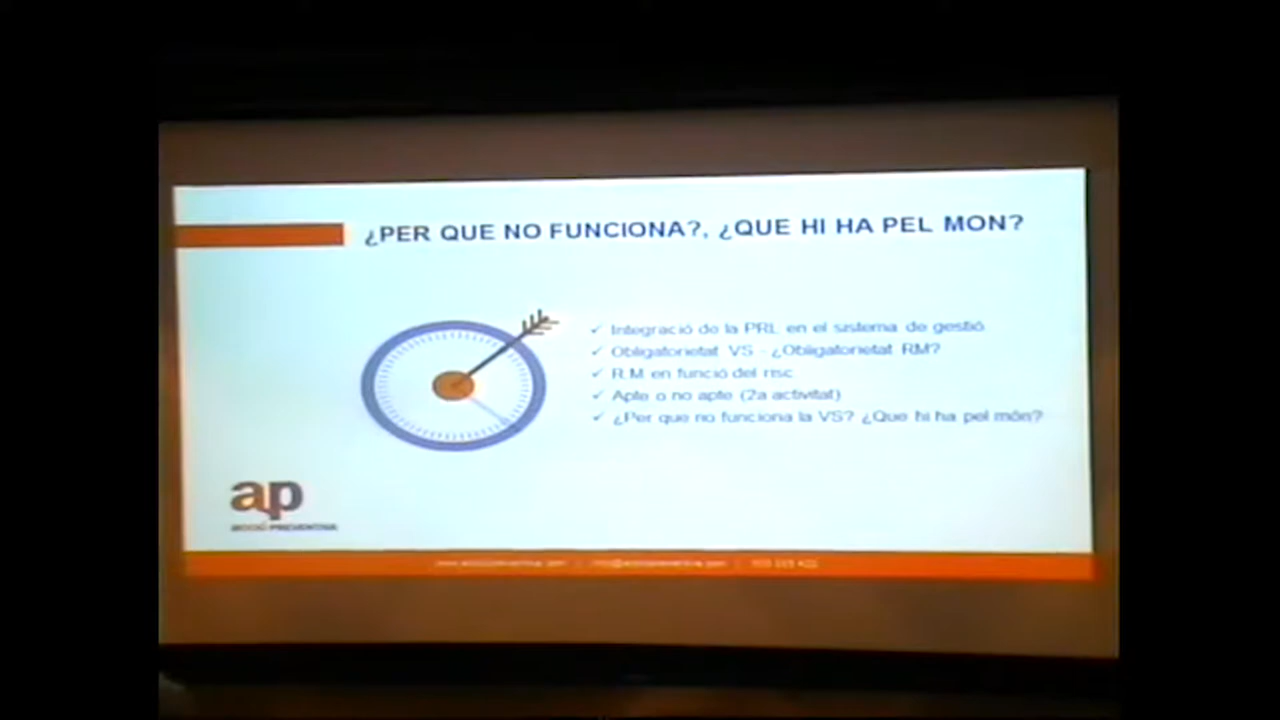 ¿PER QUE NO FUNCIONA?, ¿QUE HI HA PEL MON?
✓ Integració de la PRL en el sistema de gestió
✓ Obligatorietat VS - ¿Obligatorietat RM?
✓ R.M en funció del risc
✓ Apte o no apte (2a activitat)
✓ ¿Per que no funciona la VS? ¿Que hi ha pel món?
ap
ACCIÓ PREVENTIVA